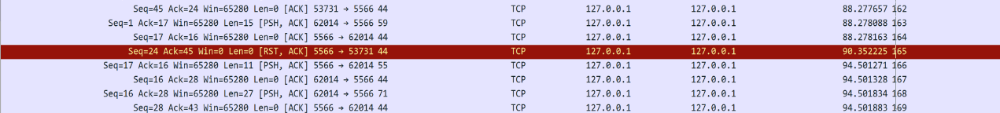 Seq=45 Ack=24 Win=65280 Len=0 [ACK] 53731 → 5566 44 TCP 127.0.0.1 127.0.0.1 88.277657 162
Seq=1 Ack=17 Win=65280 Len=15 [PSH, ACK] 62014 → 5566 59 TCP 127.0.0.1 127.0.0.1 88.278088 163
Seq=17 Ack=16 Win=65280 Len=0 [ACK] 5566 → 62014 44 TCP 127.0.0.1 127.0.0.1 88.278163 164
Seq=24 Ack=45 Win=0 Len=0 [RST, ACK] 5566 → 53731 44 TCP 127.0.0.1 127.0.0.1 90.352225 165
Seq=17 Ack=16 Win=65280 Len=11 [PSH, ACK] 5566 → 62014 55 TCP 127.0.0.1 127.0.0.1 94.501271 166
Seq=16 Ack=28 Win=65280 Len=0 [ACK] 62014 → 5566 44 TCP 127.0.0.1 127.0.0.1 94.501328 167
Seq=16 Ack=28 Win=65280 Len=27 [PSH, ACK] 62014 → 5566 71 TCP 127.0.0.1 127.0.0.1 94.501834 168
Seq=28 Ack=43 Win=65280 Len=0 [ACK] 5566 → 62014 44 TCP 127.0.0.1 127.0.0.1 94.501883 169